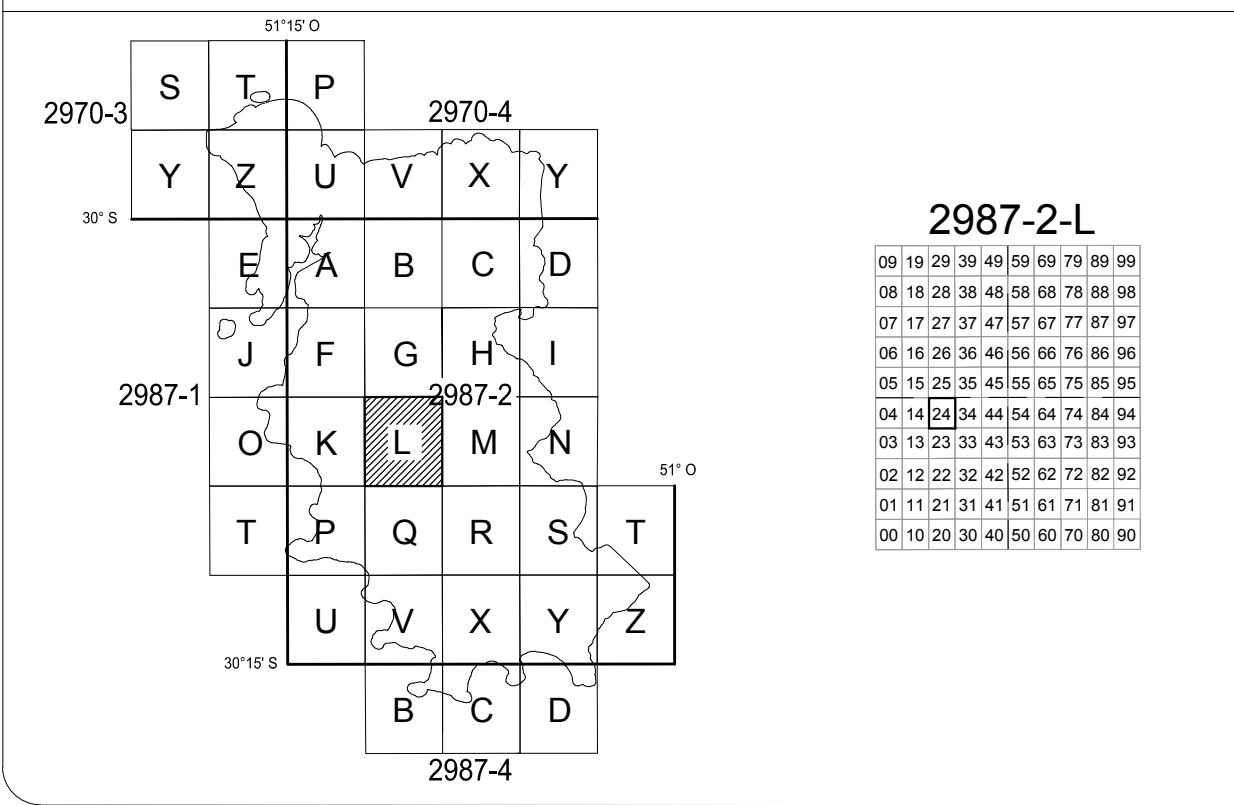 51°15' O
S T P
2970-3 2970-4
Y Z U V X Y
30° S
E A B C D
J F G H I
2987-1 2987-2
O K L M N
51° O
T P Q R S T
U V X Y Z
30°15' S
B C D
2987-4
2987-2-L
09 19 29 39 49 59 69 79 89 99
08 18 28 38 48 58 68 78 88 98
07 17 27 37 47 57 67 77 87 97
06 16 26 36 46 56 66 76 86 96
05 15 25 35 45 55 65 75 85 95
04 14 24 34 44 54 64 74 84 94
03 13 23 33 43 53 63 73 83 93
02 12 22 32 42 52 62 72 82 92
01 11 21 31 41 51 61 71 81 91
00 10 20 30 40 50 60 70 80 90